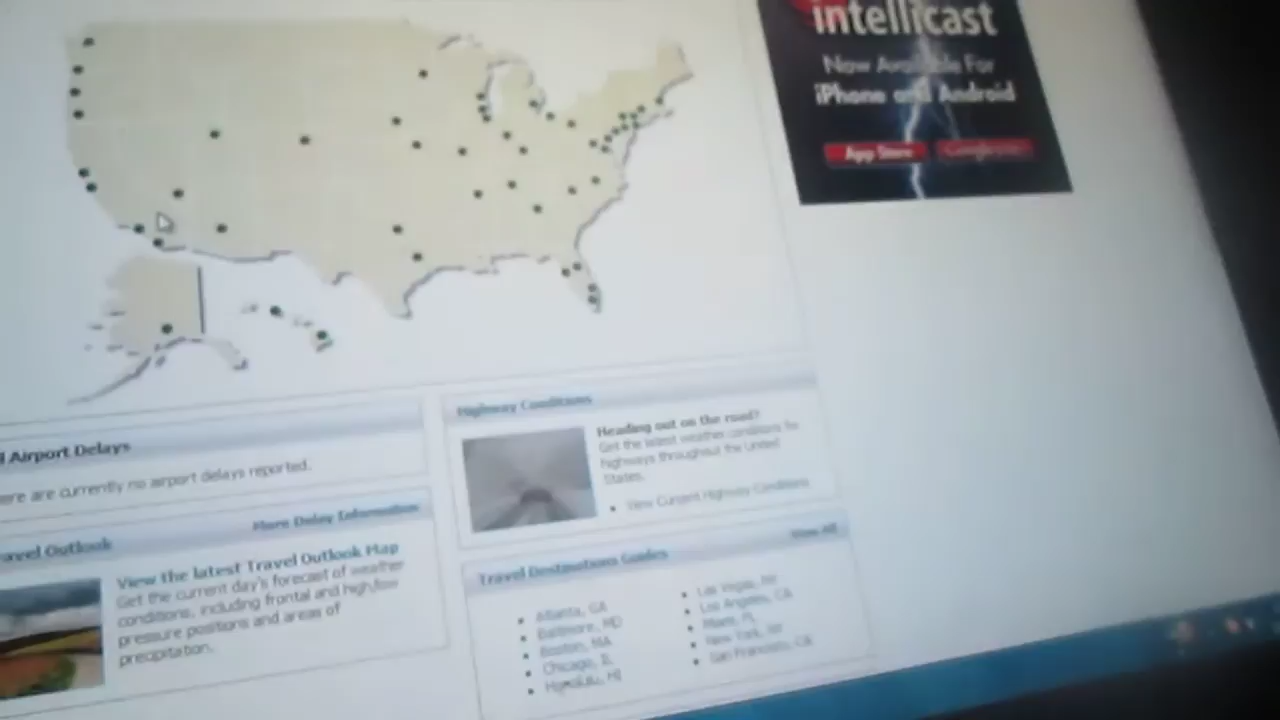 intellicast
Now Available For
iPhone and Android
App Store
Airport Delays
ere are currently no airport delays reported.
More Delay Information
ravel Outlook
View the latest Travel Outlook Map
Get the current day's forecast of weather
conditions, including frontal and high/low
pressure positions and areas of
precipitation.
Highway Conditions
Heading out on the road?
Get the latest weather conditions for
highways throughout the United
States.
View Current Highway Conditions
Travel Destinations Guides
View All
Atlanta, GA
Baltimore, MD
Boston, MA
Chicago, IL
Honolulu, HI
Las Vegas, NV
Los Angeles, CA
Miami, FL
New York, NY
San Francisco, CA